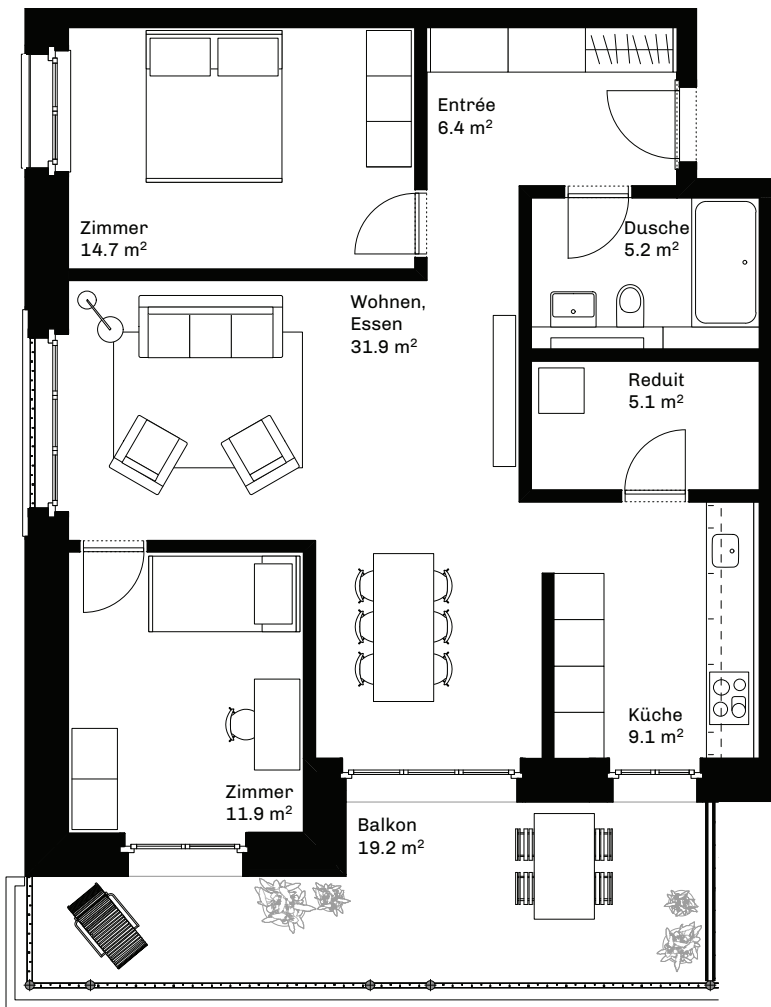 Entrée
6.4 m²
Zimmer
14.7 m²
Dusche
5.2 m²
Wohnen,
Essen
31.9 m²
Reduit
5.1 m²
Küche
9.1 m²
Zimmer
11.9 m²
Balkon
19.2 m²